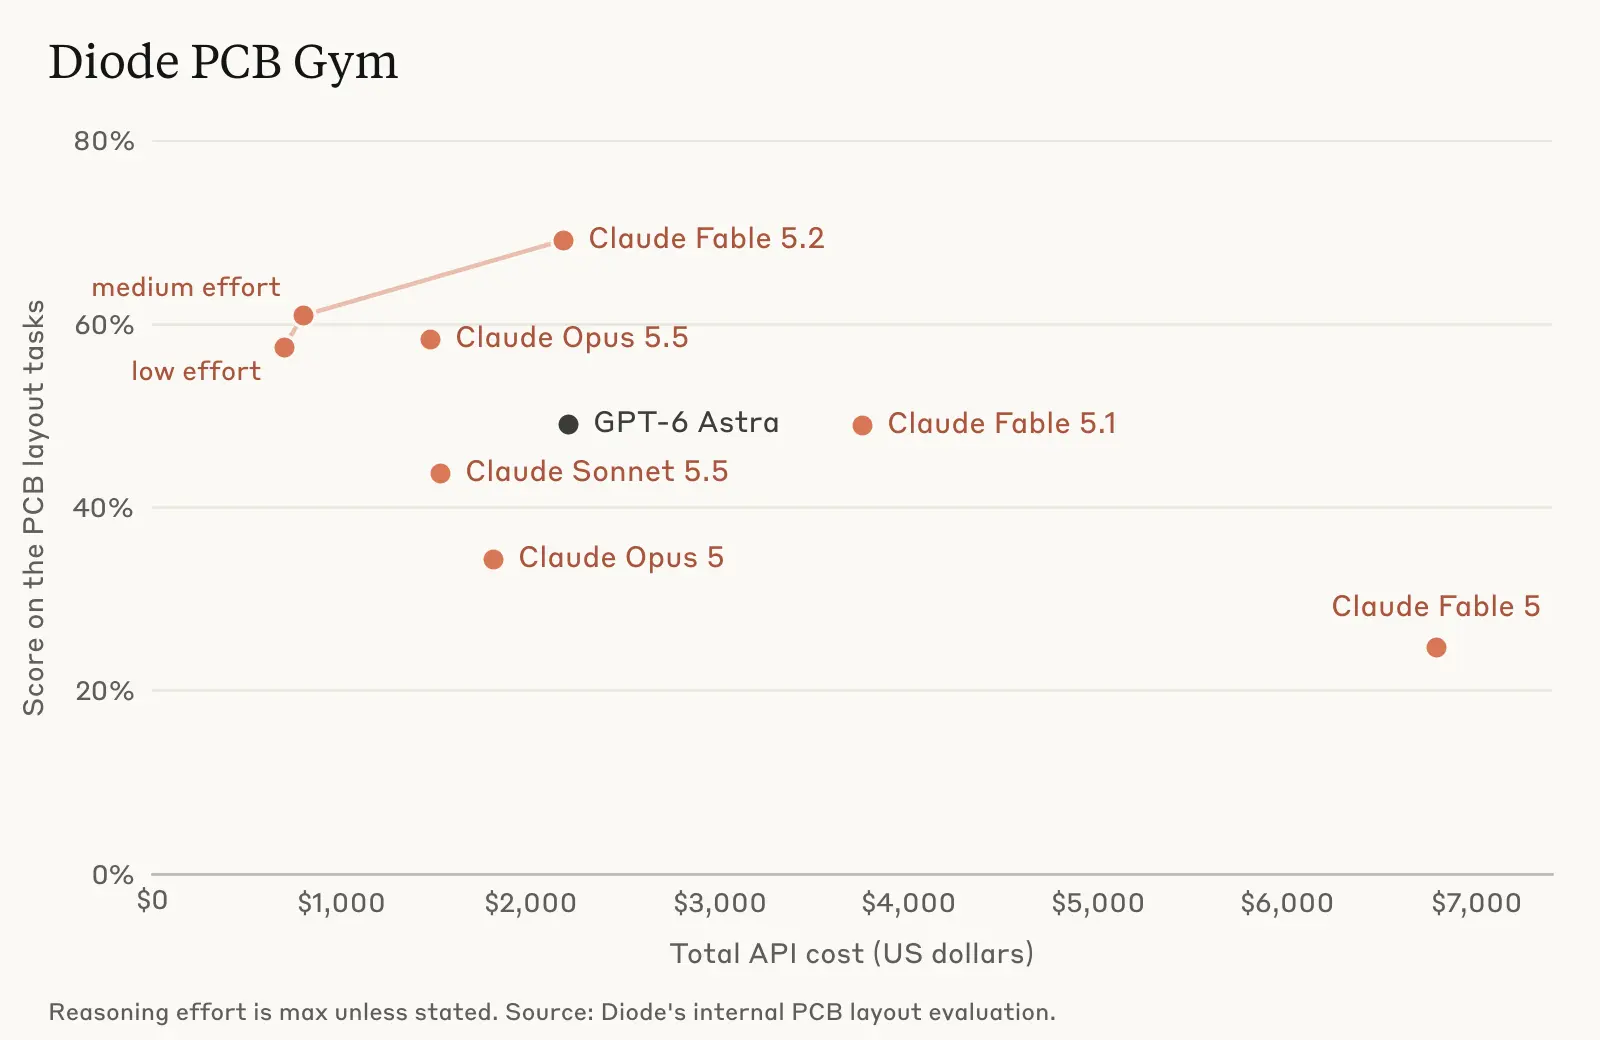 Diode PCB Gym
80%
Claude Fable 5.2
medium effort
60%
Claude Opus 5.5
low effort
GPT-6 Astra
Claude Fable 5.1
Claude Sonnet 5.5
40%
Claude Opus 5
Claude Fable 5
20%
0%
Score on the PCB layout tasks
$0
$1,000
$2,000
$3,000
$4,000
$5,000
$6,000
$7,000
Total API cost (US dollars)
Reasoning effort is max unless stated. Source: Diode's internal PCB layout evaluation.